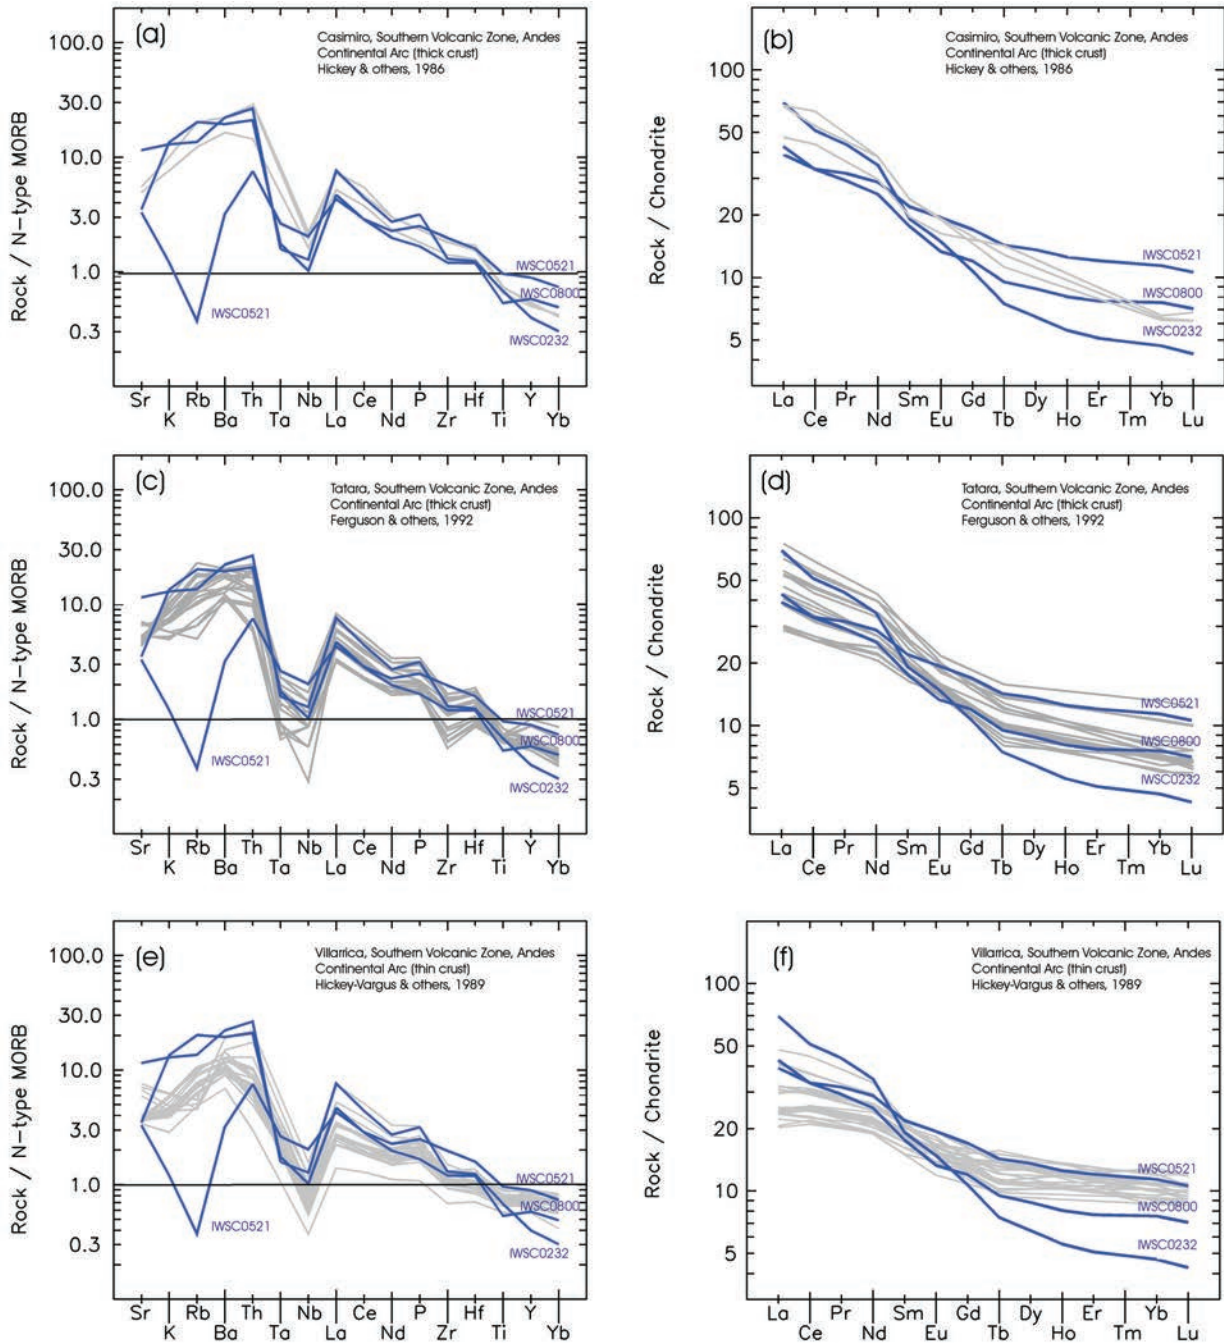 (a)
Casimiro, Southern Volcanic Zone, Andes
Continental Arc (thick crust)
Hickey & others, 1986
Rock / N-type MORB
100.0
30.0
10.0
3.0
1.0
0.3
IWSC0521
IWSC0521
IWSC0800
IWSC0232
Sr Rb Th Nb Ce P Hf Y
K Ba Ta La Nd Zr Ti Yb
(b)
Casimiro, Southern Volcanic Zone, Andes
Continental Arc (thick crust)
Hickey & others, 1986
Rock / Chondrite
100
50
20
10
5
IWSC0521
IWSC0800
IWSC0232
La Pr Sm Gd Dy Er Yb
Ce Nd Eu Tb Ho Tm Lu
(c)
Tatara, Southern Volcanic Zone, Andes
Continental Arc (thick crust)
Ferguson & others, 1992
Rock / N-type MORB
100.0
30.0
10.0
3.0
1.0
0.3
IWSC0521
IWSC0521
IWSC0800
IWSC0232
Sr Rb Th Nb Ce P Hf Y
K Ba Ta La Nd Zr Ti Yb
(d)
Tatara, Southern Volcanic Zone, Andes
Continental Arc (thick crust)
Ferguson & others, 1992
Rock / Chondrite
100
50
20
10
5
IWSC0521
IWSC0800
IWSC0232
La Pr Sm Gd Dy Er Yb
Ce Nd Eu Tb Ho Tm Lu
(e)
Villarrica, Southern Volcanic Zone, Andes
Continental Arc (thin crust)
Hickey-Vargus & others, 1989
Rock / N-type MORB
100.0
30.0
10.0
3.0
1.0
0.3
IWSC0521
IWSC0521
IWSC0800
IWSC0232
Sr Rb Th Nb Ce P Hf Y
K Ba Ta La Nd Zr Ti Yb
(f)
Villarrica, Southern Volcanic Zone, Andes
Continental Arc (thin crust)
Hickey-Vargus & others, 1989
Rock / Chondrite
100
50
20
10
5
IWSC0521
IWSC0800
IWSC0232
La Pr Sm Gd Dy Er Yb
Ce Nd Eu Tb Ho Tm Lu